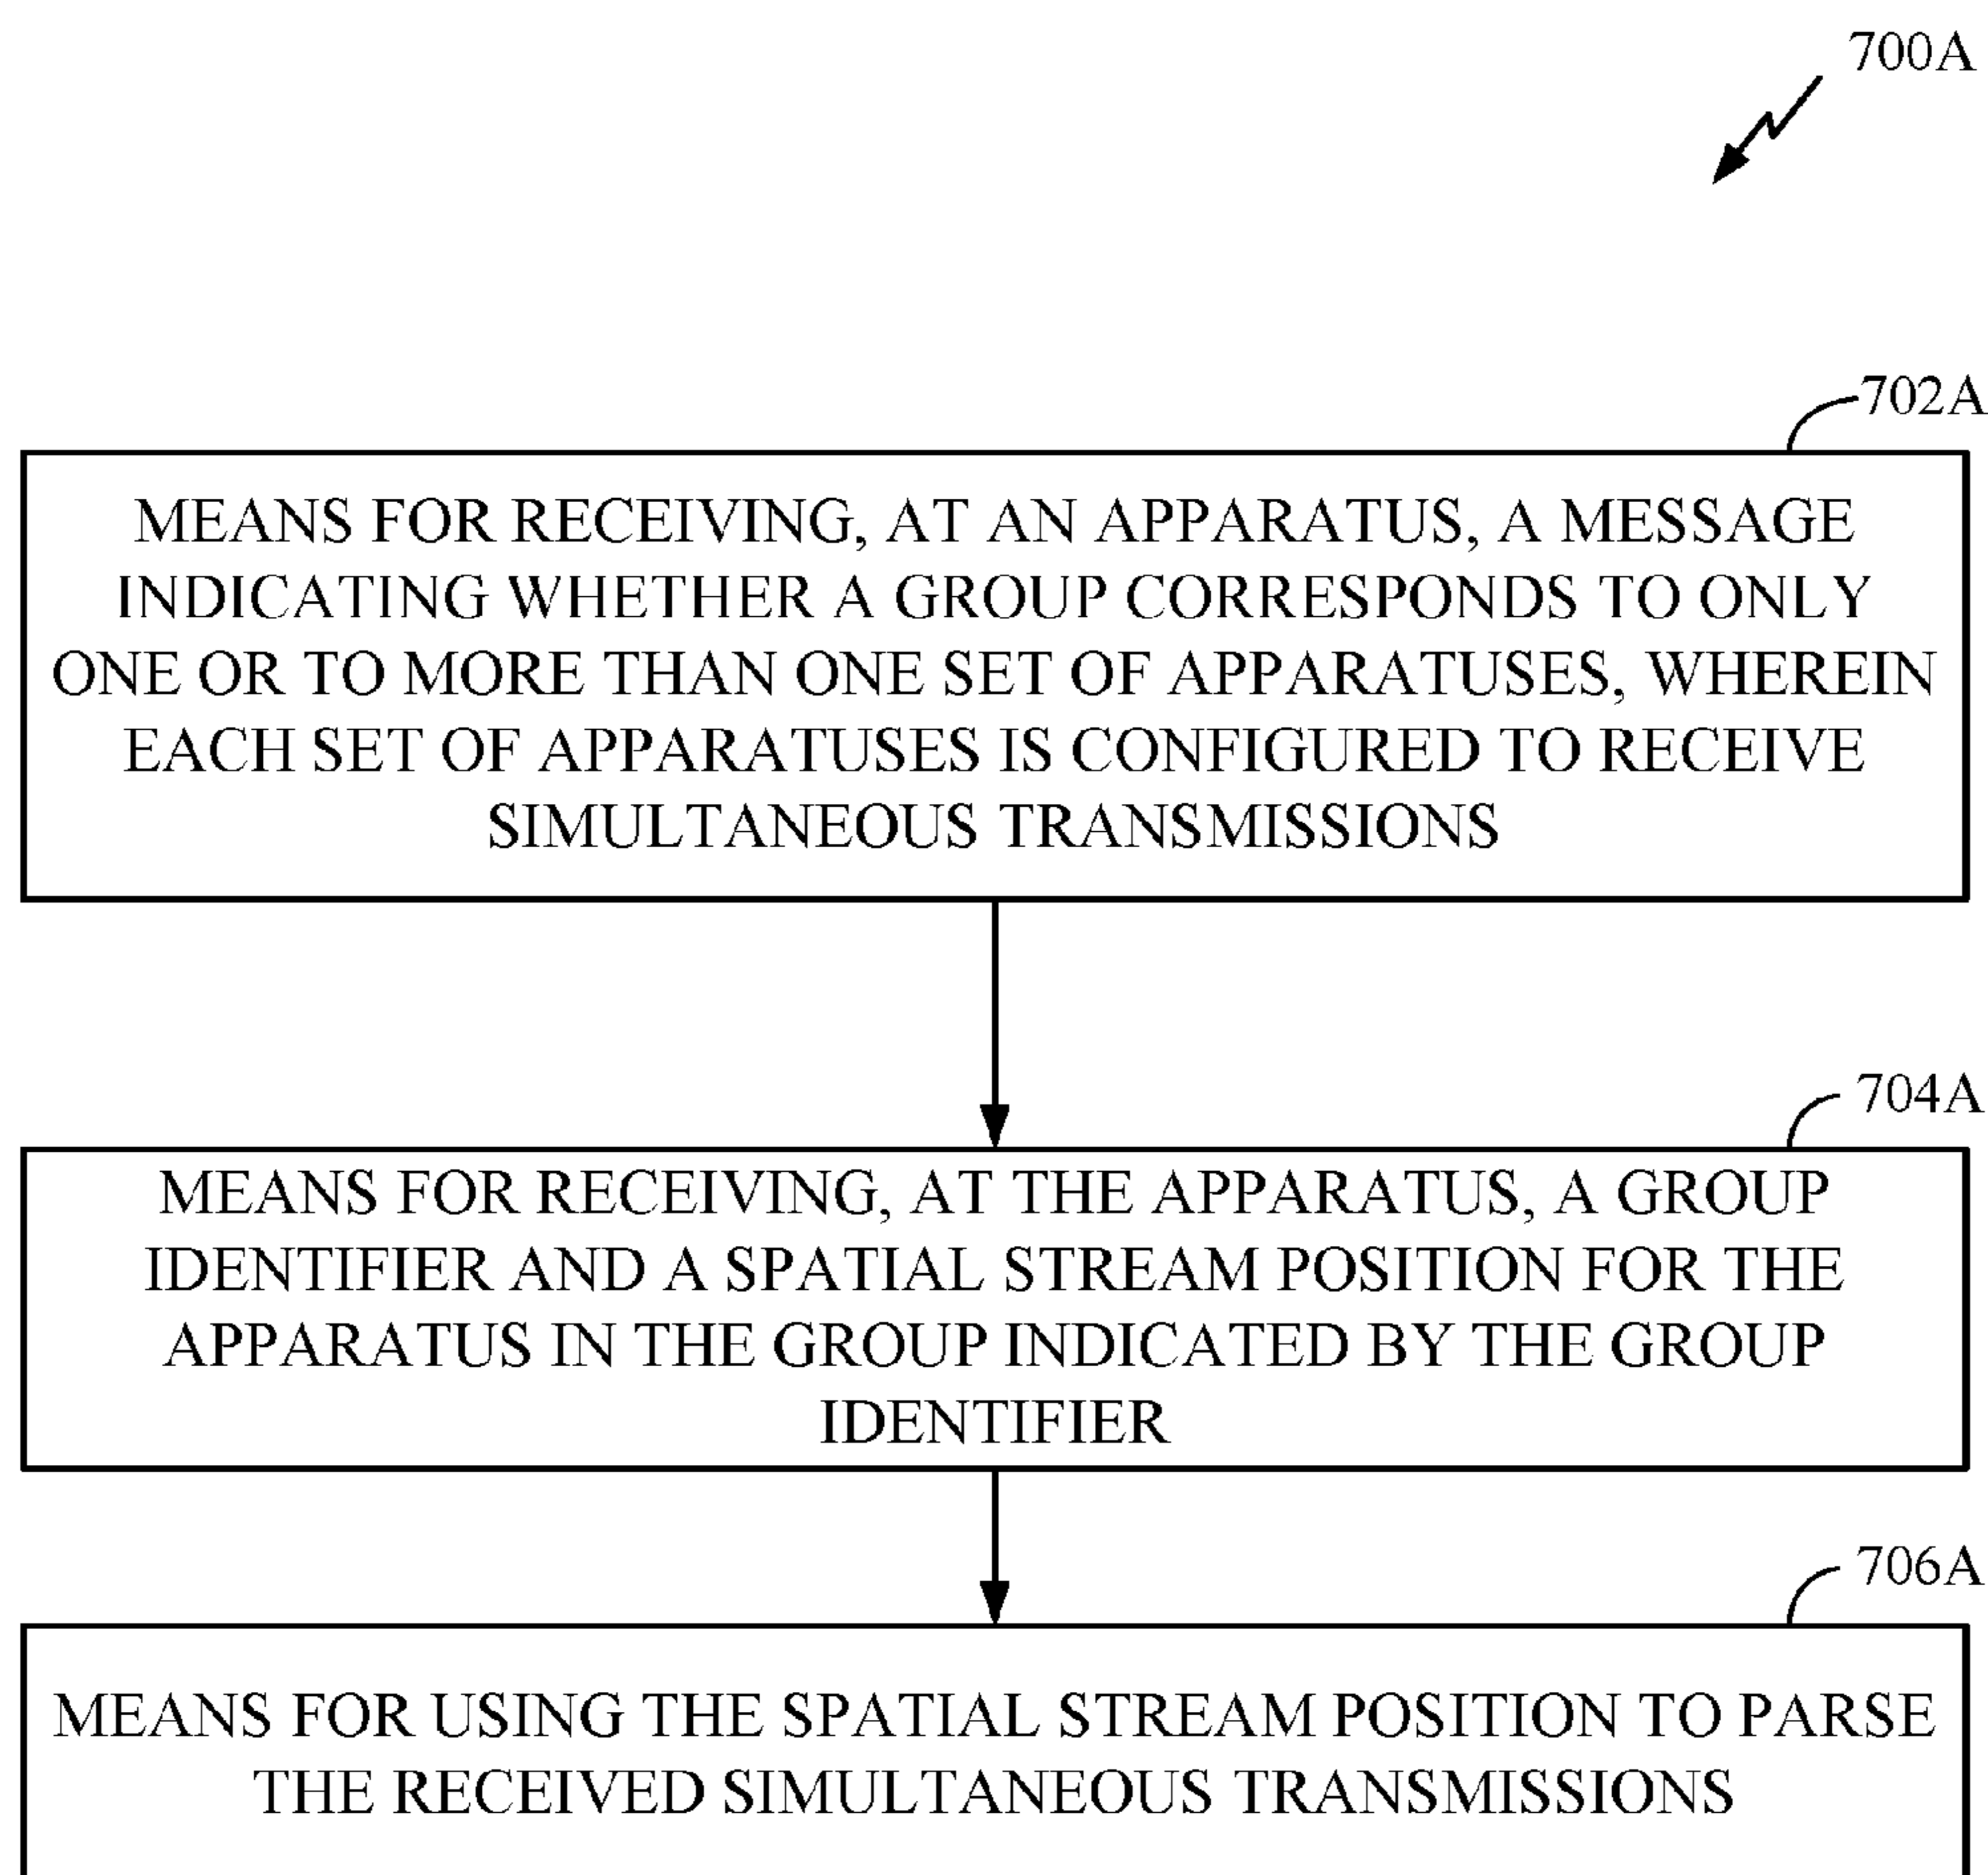 700A
702A
MEANS FOR RECEIVING, AT AN APPARATUS, A MESSAGE
INDICATING WHETHER A GROUP CORRESPONDS TO ONLY
ONE OR TO MORE THAN ONE SET OF APPARATUSES, WHEREIN
EACH SET OF APPARATUSES IS CONFIGURED TO RECEIVE
SIMULTANEOUS TRANSMISSIONS
704A
MEANS FOR RECEIVING, AT THE APPARATUS, A GROUP
IDENTIFIER AND A SPATIAL STREAM POSITION FOR THE
APPARATUS IN THE GROUP INDICATED BY THE GROUP
IDENTIFIER
706A
MEANS FOR USING THE SPATIAL STREAM POSITION TO PARSE
THE RECEIVED SIMULTANEOUS TRANSMISSIONS